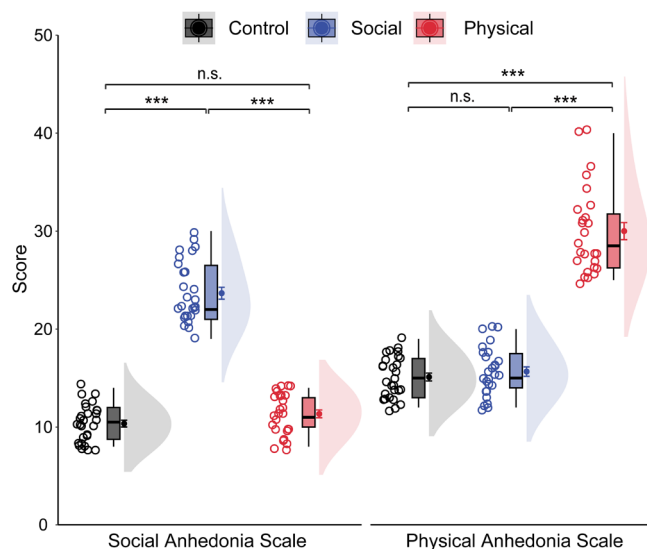 Control Social Physical
50
40
30
20
10
0
Score
n.s.
*** ***
***
n.s. ***
Social Anhedonia Scale Physical Anhedonia Scale